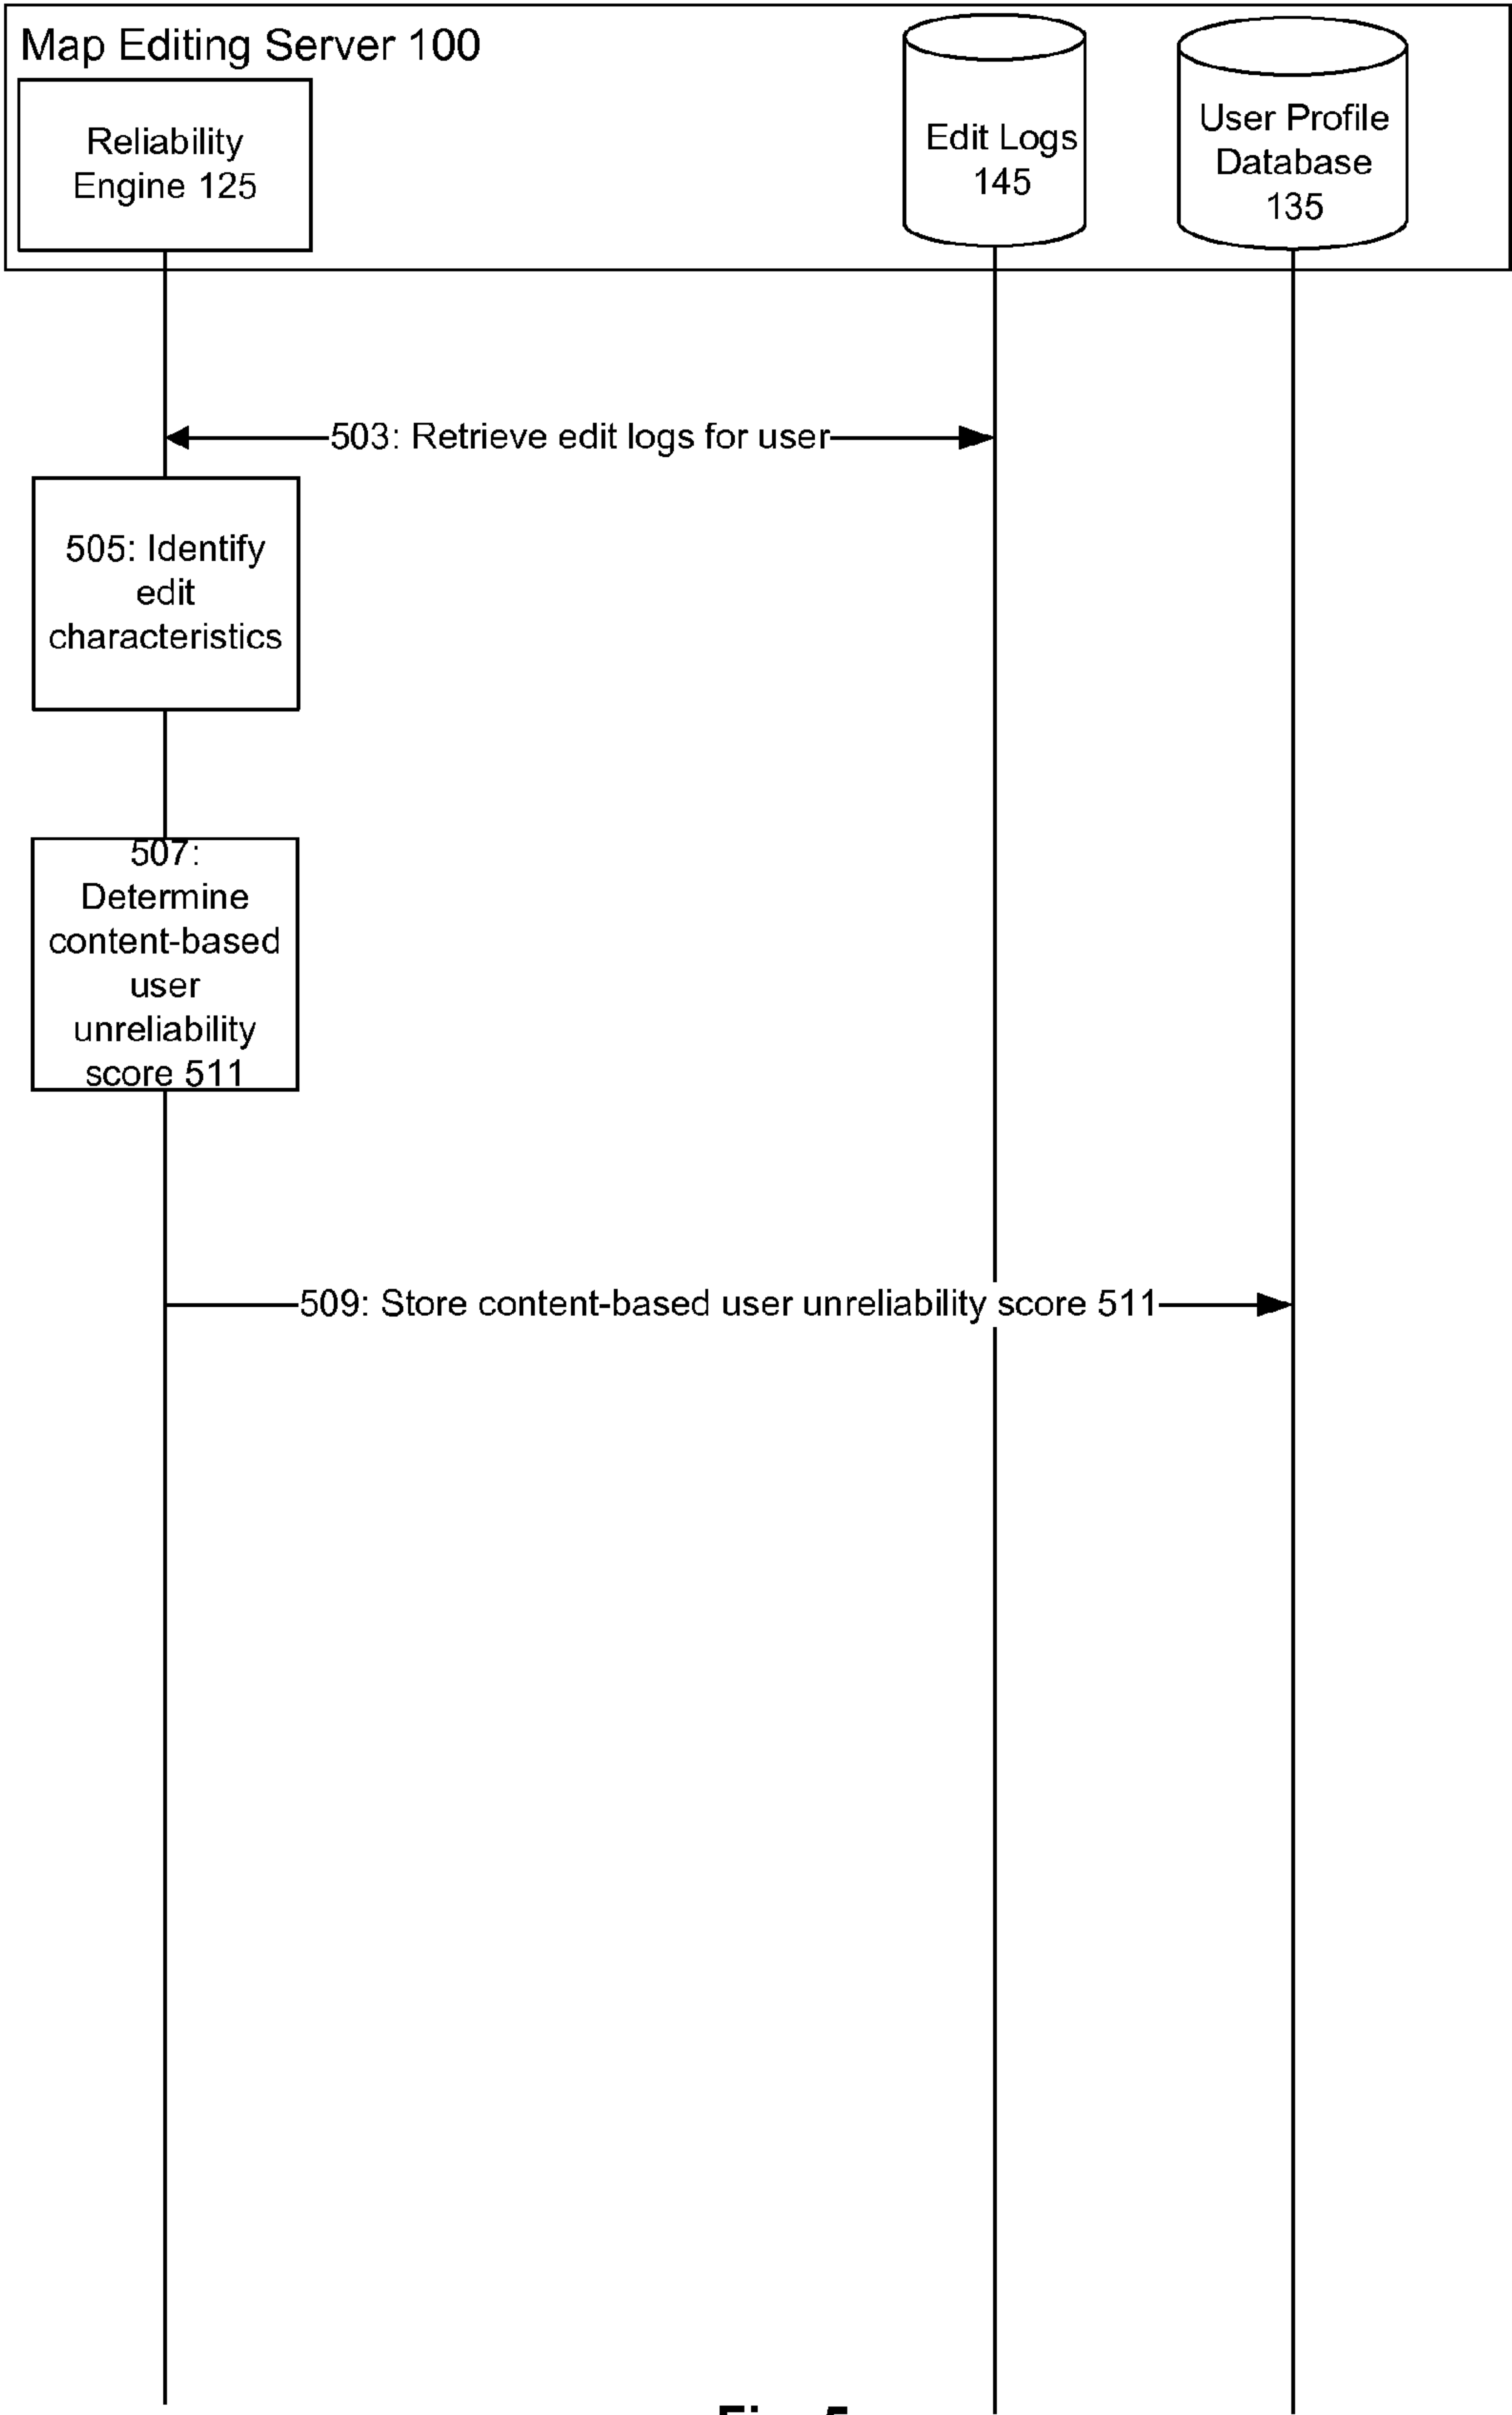 Map Editing Server 100
Reliability
Engine 125
Edit Logs
145
User Profile
Database
135
503: Retrieve edit logs for user
505: Identify
edit
characteristics
507:
Determine
content-based
user
unreliability
score 511
509: Store content-based user unreliability score 511